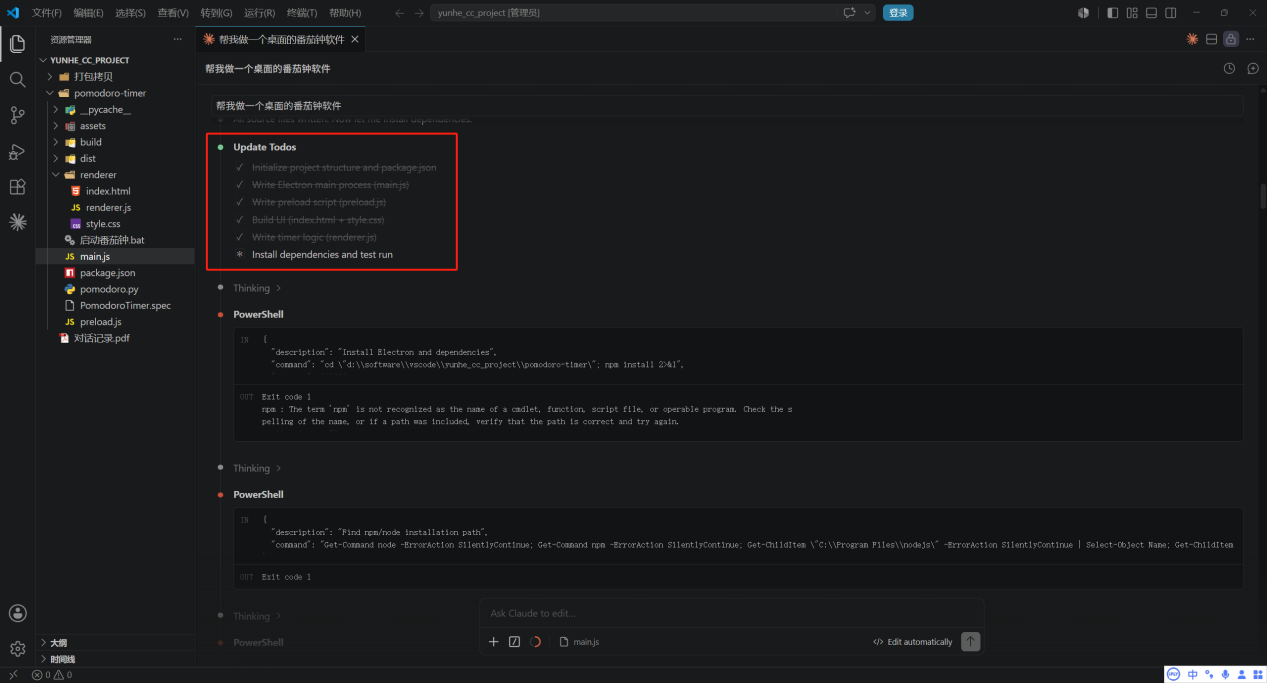 文件(F) 编辑(E) 选择(S) 查看(V) 转到(G) 运行(R) 终端(T) 帮助(H)
yunhe_cc_project [管理员]
登录
资源管理器
帮我做一个桌面的番茄钟软件
YUNHE_CC_PROJECT
打包拷贝
pomodoro-timer
__pycache__
assets
build
dist
renderer
index.html
JS renderer.js
css style.css
启动番茄钟.bat
JS main.js
package.json
pomodoro.py
PomodoroTimer.spec
JS preload.js
对话记录.pdf
大纲
时间线
0 0
帮我做一个桌面的番茄钟软件
帮我做一个桌面的番茄钟软件
All source files written. Now let me install dependencies.
Update Todos
✓ Initialize project structure and package.json
✓ Write Electron main process (main.js)
✓ Write preload script (preload.js)
✓ Build UI (index.html + style.css)
✓ Write timer logic (renderer.js)
* Install dependencies and test run
Thinking
PowerShell
IN {
"description": "Install Electron and dependencies",
"command": "cd \"d:\\software\\vscode\\yunhe_cc_project\\pomodoro-timer\"; npm install 2>&1",
OUT Exit code 1
npm : The term 'npm' is not recognized as the name of a cmdlet, function, script file, or operable program. Check the s
pelling of the name, or if a path was included, verify that the path is correct and try again.
Thinking
PowerShell
IN {
"description": "Find npm/node installation path",
"command": "Get-Command node -ErrorAction SilentlyContinue; Get-Command npm -ErrorAction SilentlyContinue; Get-ChildItem \"C:\\Program Files\\nodejs\" -ErrorAction SilentlyContinue | Select-Object Name; Get-ChildItem
OUT Exit code 1
Thinking
PowerShell
Ask Claude to edit...
main.js
</> Edit automatically
iFLY 中